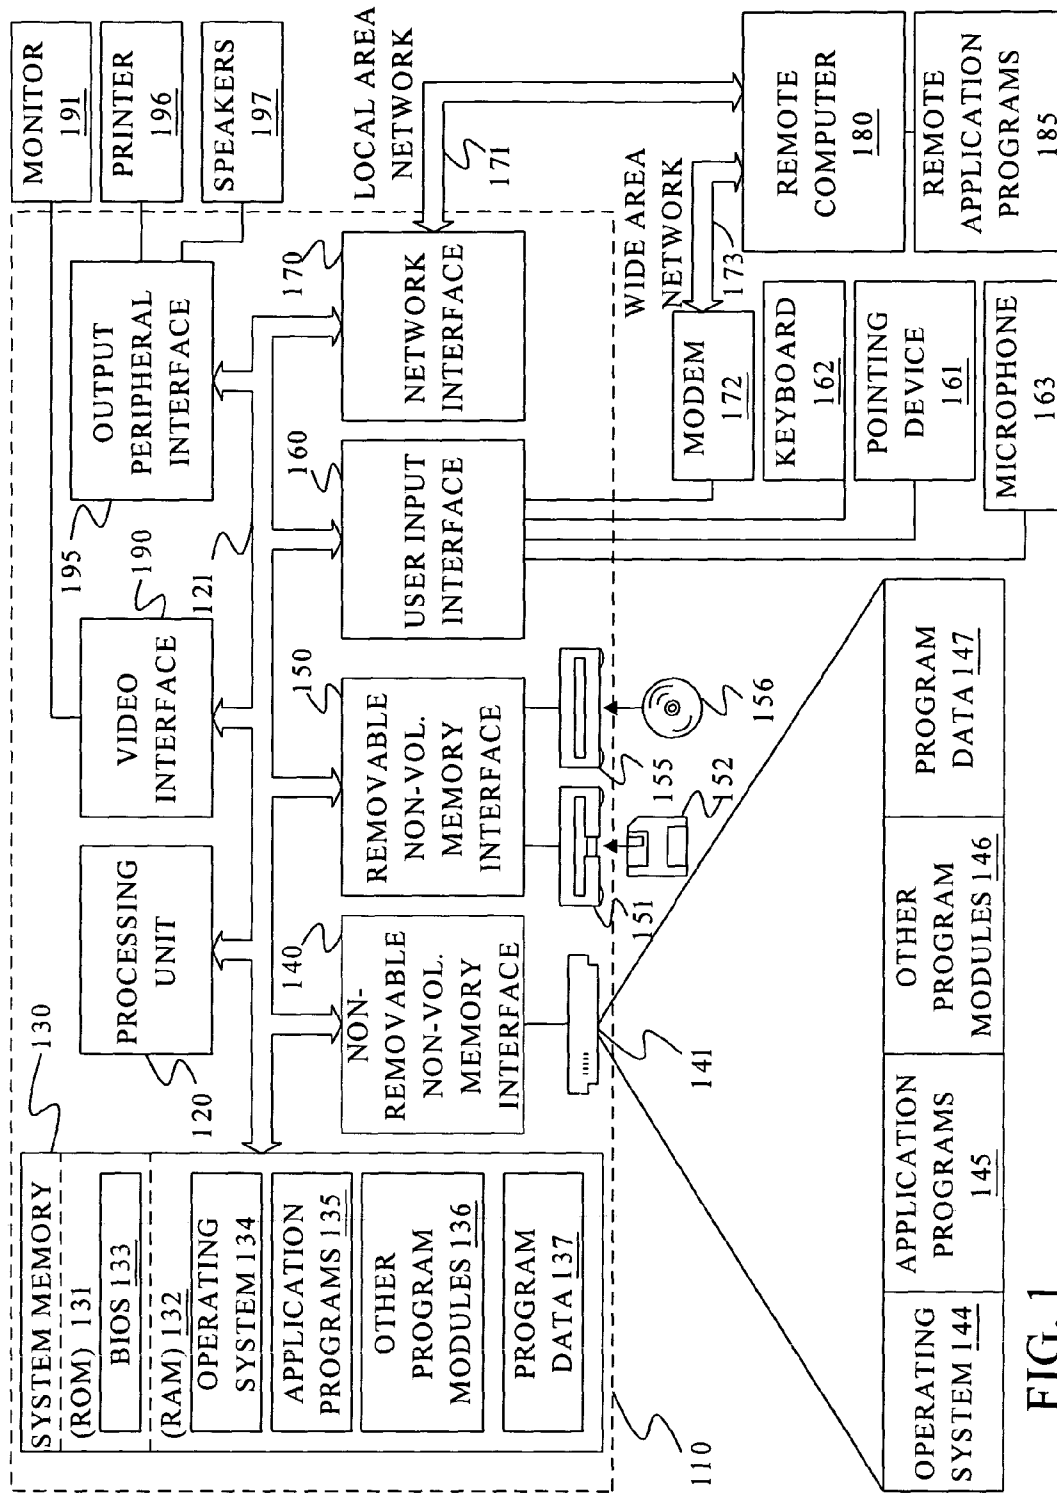 SYSTEM MEMORY
(ROM) 131
BIOS 133
(RAM) 132
OPERATING
SYSTEM 134
APPLICATION
PROGRAMS 135
OTHER
PROGRAM
MODULES 136
PROGRAM
DATA 137
130
PROCESSING
UNIT
120
VIDEO
INTERFACE
190
121
OUTPUT
PERIPHERAL
INTERFACE
195
MONITOR
191
PRINTER
196
SPEAKERS
197
NON-
REMOVABLE
NON-VOL.
MEMORY
INTERFACE
140
REMOVABLE
NON-VOL.
MEMORY
INTERFACE
150
USER INPUT
INTERFACE
160
NETWORK
INTERFACE
170
LOCAL AREA
NETWORK
171
WIDE AREA
NETWORK
173
141
151
152
155
156
MODEM
172
KEYBOARD
162
POINTING
DEVICE
161
MICROPHONE
163
REMOTE
COMPUTER
180
REMOTE
APPLICATION
PROGRAMS
185
110
OPERATING
SYSTEM 144
APPLICATION
PROGRAMS
145
OTHER
PROGRAM
MODULES 146
PROGRAM
DATA 147
FIG. 1